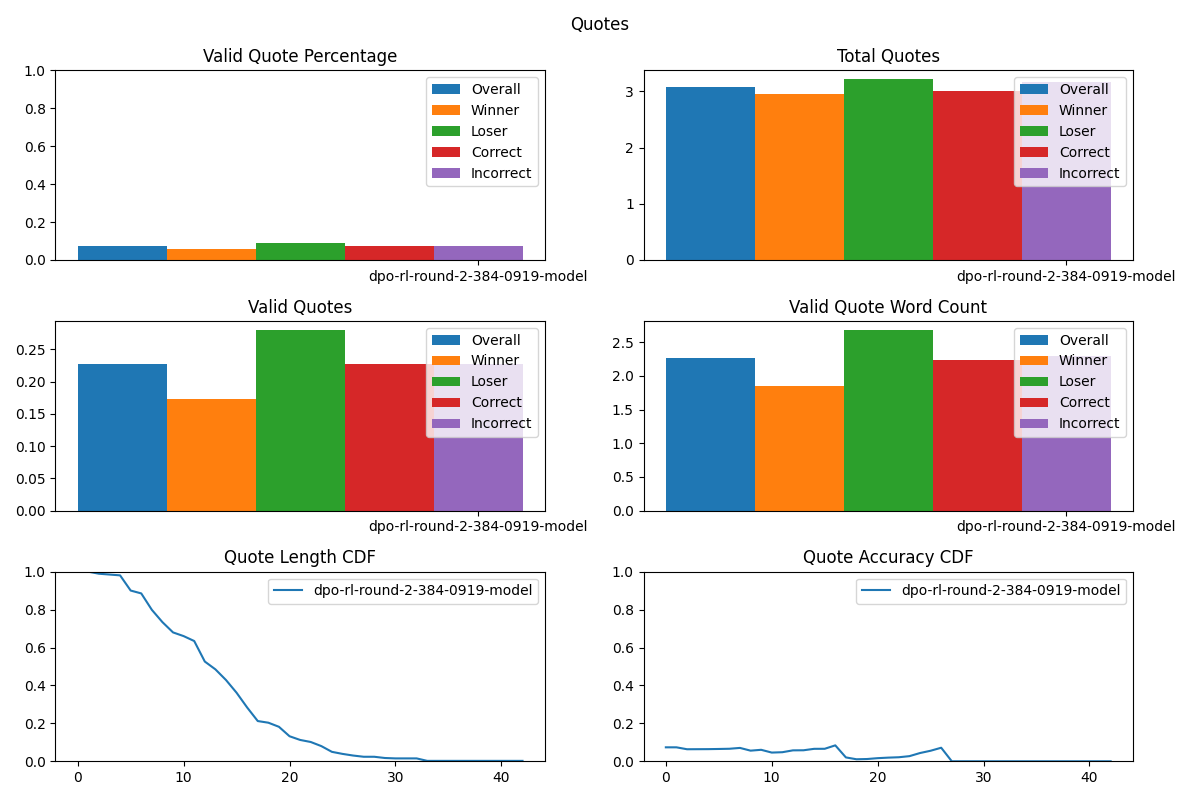 Quotes
Valid Quote Percentage
1.0
0.8
0.6
0.4
0.2
0.0
Overall
Winner
Loser
Correct
Incorrect
dpo-rl-round-2-384-0919-model
Total Quotes
3
2
1
0
Overall
Winner
Loser
Correct
Incorrect
dpo-rl-round-2-384-0919-model
Valid Quotes
0.25
0.20
0.15
0.10
0.05
0.00
Overall
Winner
Loser
Correct
Incorrect
dpo-rl-round-2-384-0919-model
Valid Quote Word Count
2.5
2.0
1.5
1.0
0.5
0.0
Overall
Winner
Loser
Correct
Incorrect
dpo-rl-round-2-384-0919-model
Quote Length CDF
1.0
0.8
0.6
0.4
0.2
0.0
dpo-rl-round-2-384-0919-model
0 10 20 30 40
Quote Accuracy CDF
1.0
0.8
0.6
0.4
0.2
0.0
dpo-rl-round-2-384-0919-model
0 10 20 30 40